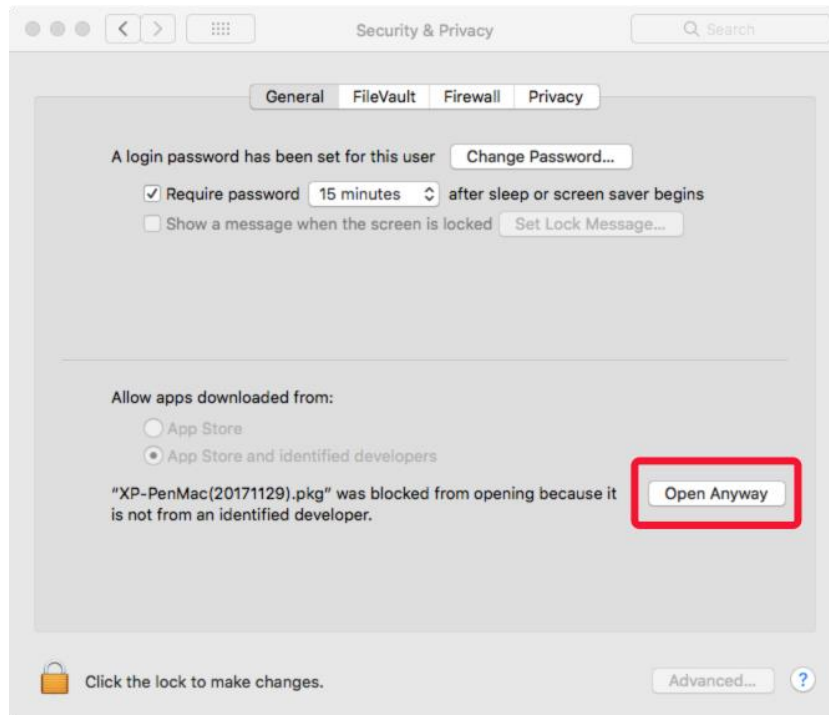 Security & Privacy
Search
General FileVault Firewall Privacy
A login password has been set for this user Change Password...
Require password 15 minutes after sleep or screen saver begins
Show a message when the screen is locked Set Lock Message...
Allow apps downloaded from:
App Store
App Store and identified developers
“XP-PenMac(20171129).pkg” was blocked from opening because it Open Anyway
is not from an identified developer.
Click the lock to make changes. Advanced... ?